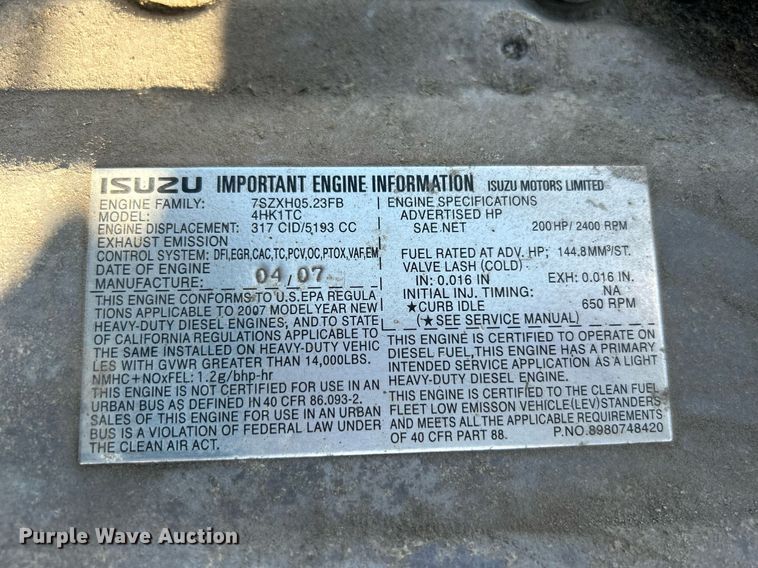 ISUZU IMPORTANT ENGINE INFORMATION ISUZU MOTORS LIMITED
ENGINE FAMILY: 7SZXH05.23FB
MODEL: 4HK1TC
ENGINE DISPLACEMENT: 317 CID/5193 CC
EXHAUST EMISSION
CONTROL SYSTEM: DFI,EGR,CAC,TC,PCV,OC,PTOX,VAF,EM
DATE OF ENGINE
MANUFACTURE: 04/07
THIS ENGINE CONFORMS TO U.S.EPA REGULA
TIONS APPLICABLE TO 2007 MODEL YEAR NEW
HEAVY-DUTY DIESEL ENGINES, AND TO STATE
OF CALIFORNIA REGULATIONS APPLICABLE TO
THE SAME INSTALLED ON HEAVY-DUTY VEHIC
LES WITH GVWR GREATER THAN 14,000LBS.
NMHC+NOxFEL: 1.2g/bhp-hr
THIS ENGINE IS NOT CERTIFIED FOR USE IN AN
URBAN BUS AS DEFINED IN 40 CFR 86.093-2.
SALES OF THIS ENGINE FOR USE IN AN URBAN
BUS IS A VIOLATION OF FEDERAL LAW UNDER
THE CLEAN AIR ACT.
ENGINE SPECIFICATIONS
ADVERTISED HP
SAE.NET 200HP/2400 RPM
FUEL RATED AT ADV. HP: 144.8MM³/ST.
VALVE LASH (COLD)
IN: 0.016 IN EXH: 0.016 IN.
INITIAL INJ. TIMING: NA
★CURB IDLE 650 RPM
(★SEE SERVICE MANUAL)
THIS ENGINE IS CERTIFIED TO OPERATE ON
DIESEL FUEL,THIS ENGINE HAS A PRIMARY
INTENDED SERVICE APPLICATION AS A LIGHT
HEAVY-DUTY DIESEL ENGINE.
THIS ENGINE IS CERTIFIED TO THE CLEAN FUEL
FLEET LOW EMISSON VEHICLE(LEV)STANDERS
AND MEETS ALL THE APPLICABLE REQUIREMENTS
OF 40 CFR PART 88. P.NO.8980748420
Purple Wave Auction